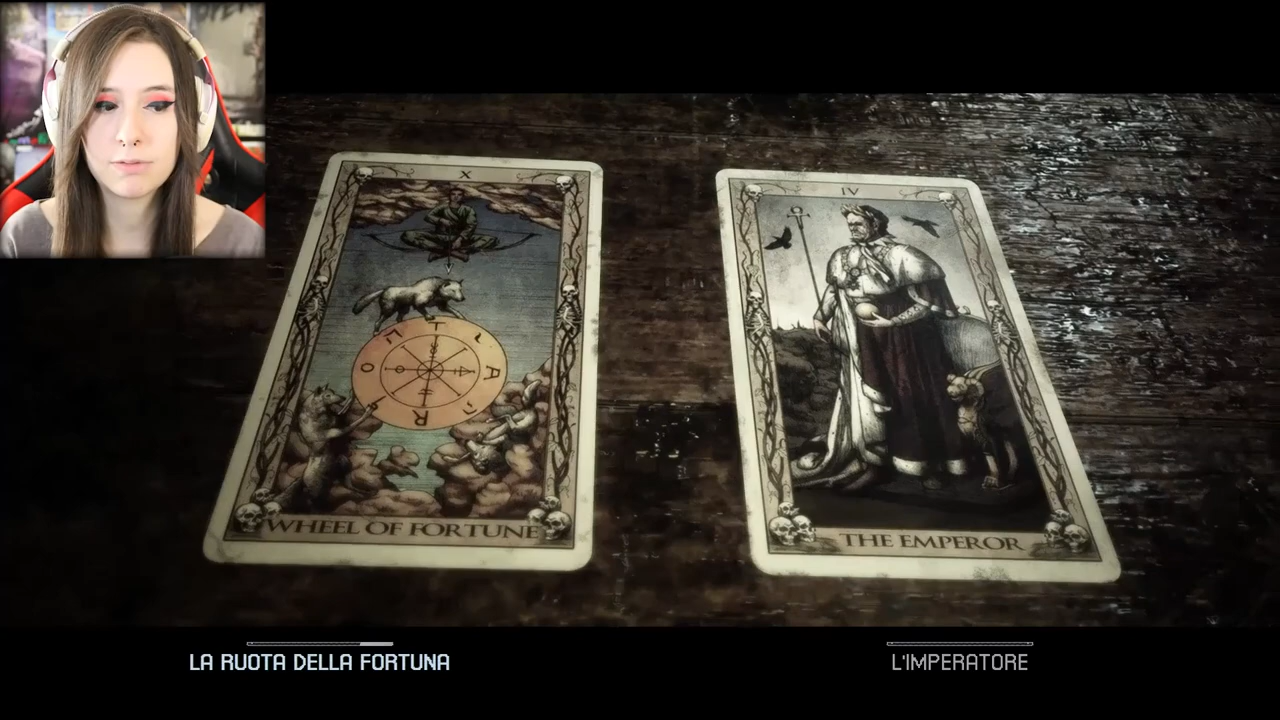 X
WHEEL OF FORTUNE
IV
THE EMPEROR
LA RUOTA DELLA FORTUNA
L'IMPERATORE